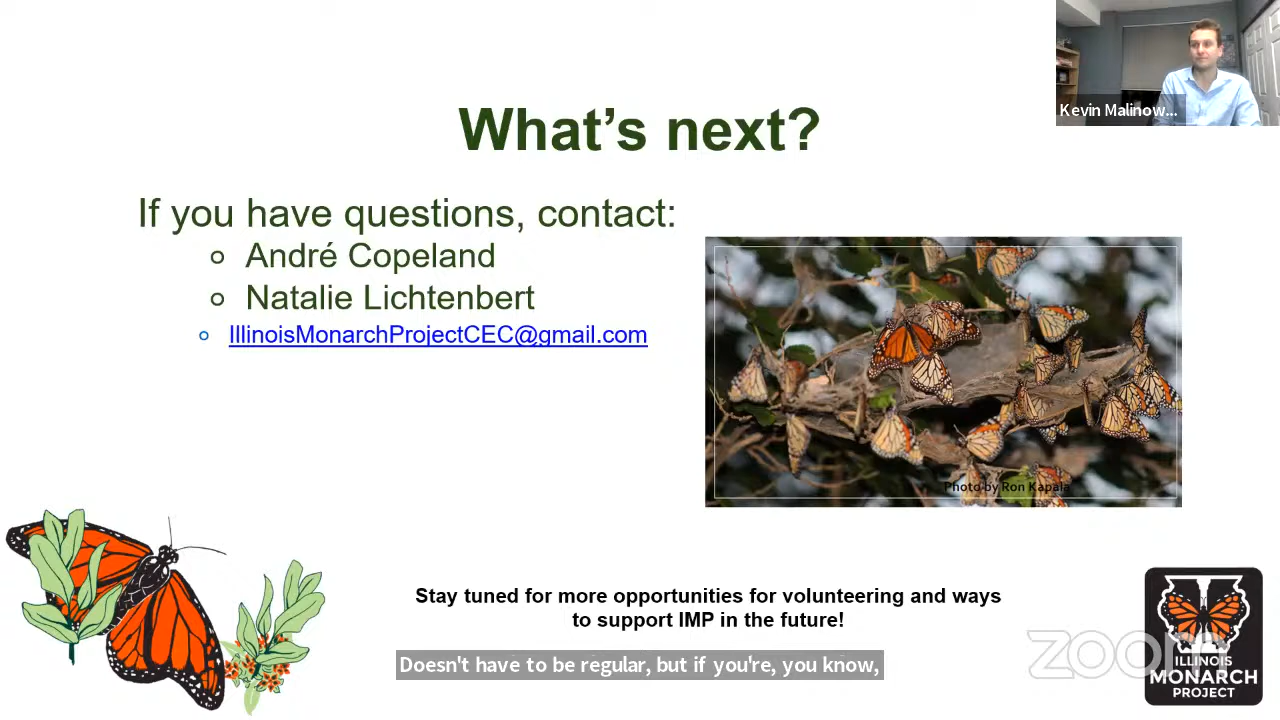 Kevin Malinow...
What's next?
If you have questions, contact:
André Copeland
Natalie Lichtenbert
IllinoisMonarchProjectCEC@gmail.com
Photo by Ron Kapala
Stay tuned for more opportunities for volunteering and ways
to support IMP in the future!
Doesn't have to be regular, but if you're, you know,
zoom
ILLINOIS
MONARCH
PROJECT